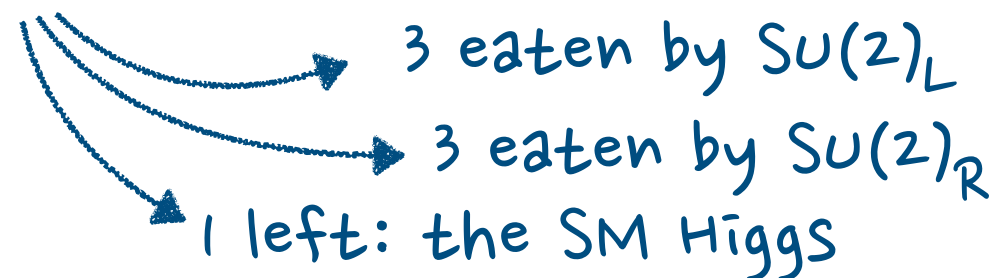 3 eaten by SU(2)L
3 eaten by SU(2)R
1 left: the SM Higgs